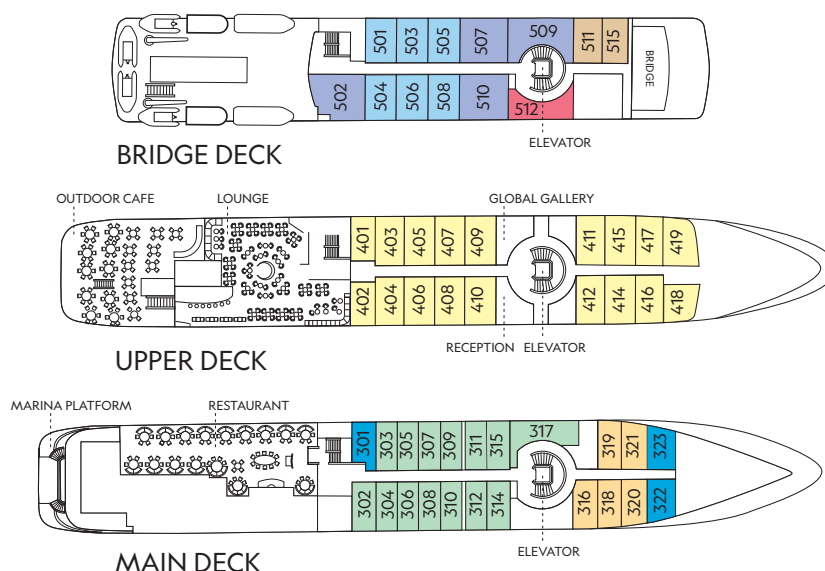 501 503 505 507 509 511 515
BRIDGE
502 504 506 508 510 512
ELEVATOR
BRIDGE DECK
OUTDOOR CAFE LOUNGE GLOBAL GALLERY
401 403 405 407 409 411 415 417 419
402 404 406 408 410 412 414 416 418
RECEPTION ELEVATOR
UPPER DECK
MARINA PLATFORM RESTAURANT
301 303 305 307 309 311 315 317 319 321 323
302 304 306 308 310 312 314 316 318 320 322
ELEVATOR
MAIN DECK